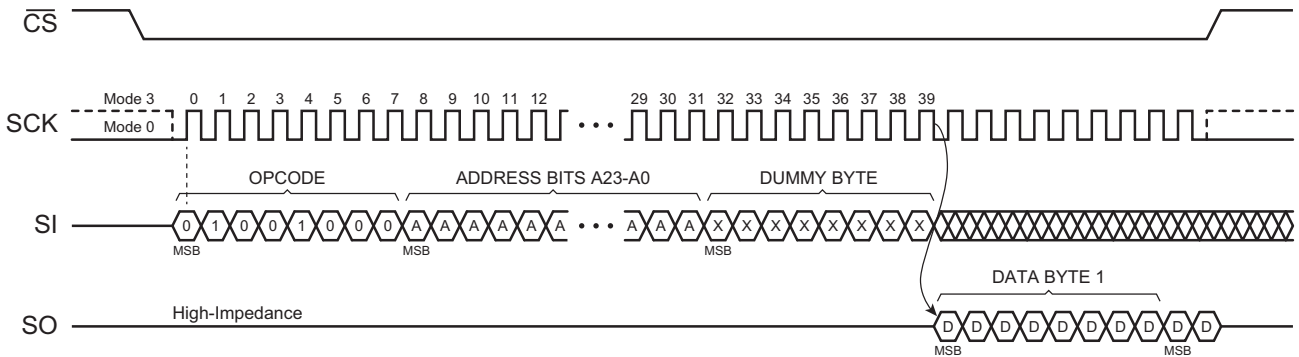 CS
Mode 3 0 1 2 3 4 5 6 7 8 9 10 11 12 29 30 31 32 33 34 35 36 37 38 39
SCK Mode 0 • • •
OPCODE ADDRESS BITS A23-A0 DUMMY BYTE
SI 0 1 0 0 1 0 0 0 A A A A A A • • • A A A X X X X X X X X
MSB MSB MSB
DATA BYTE 1
High-Impedance
SO D D D D D D D D D D
MSB MSB